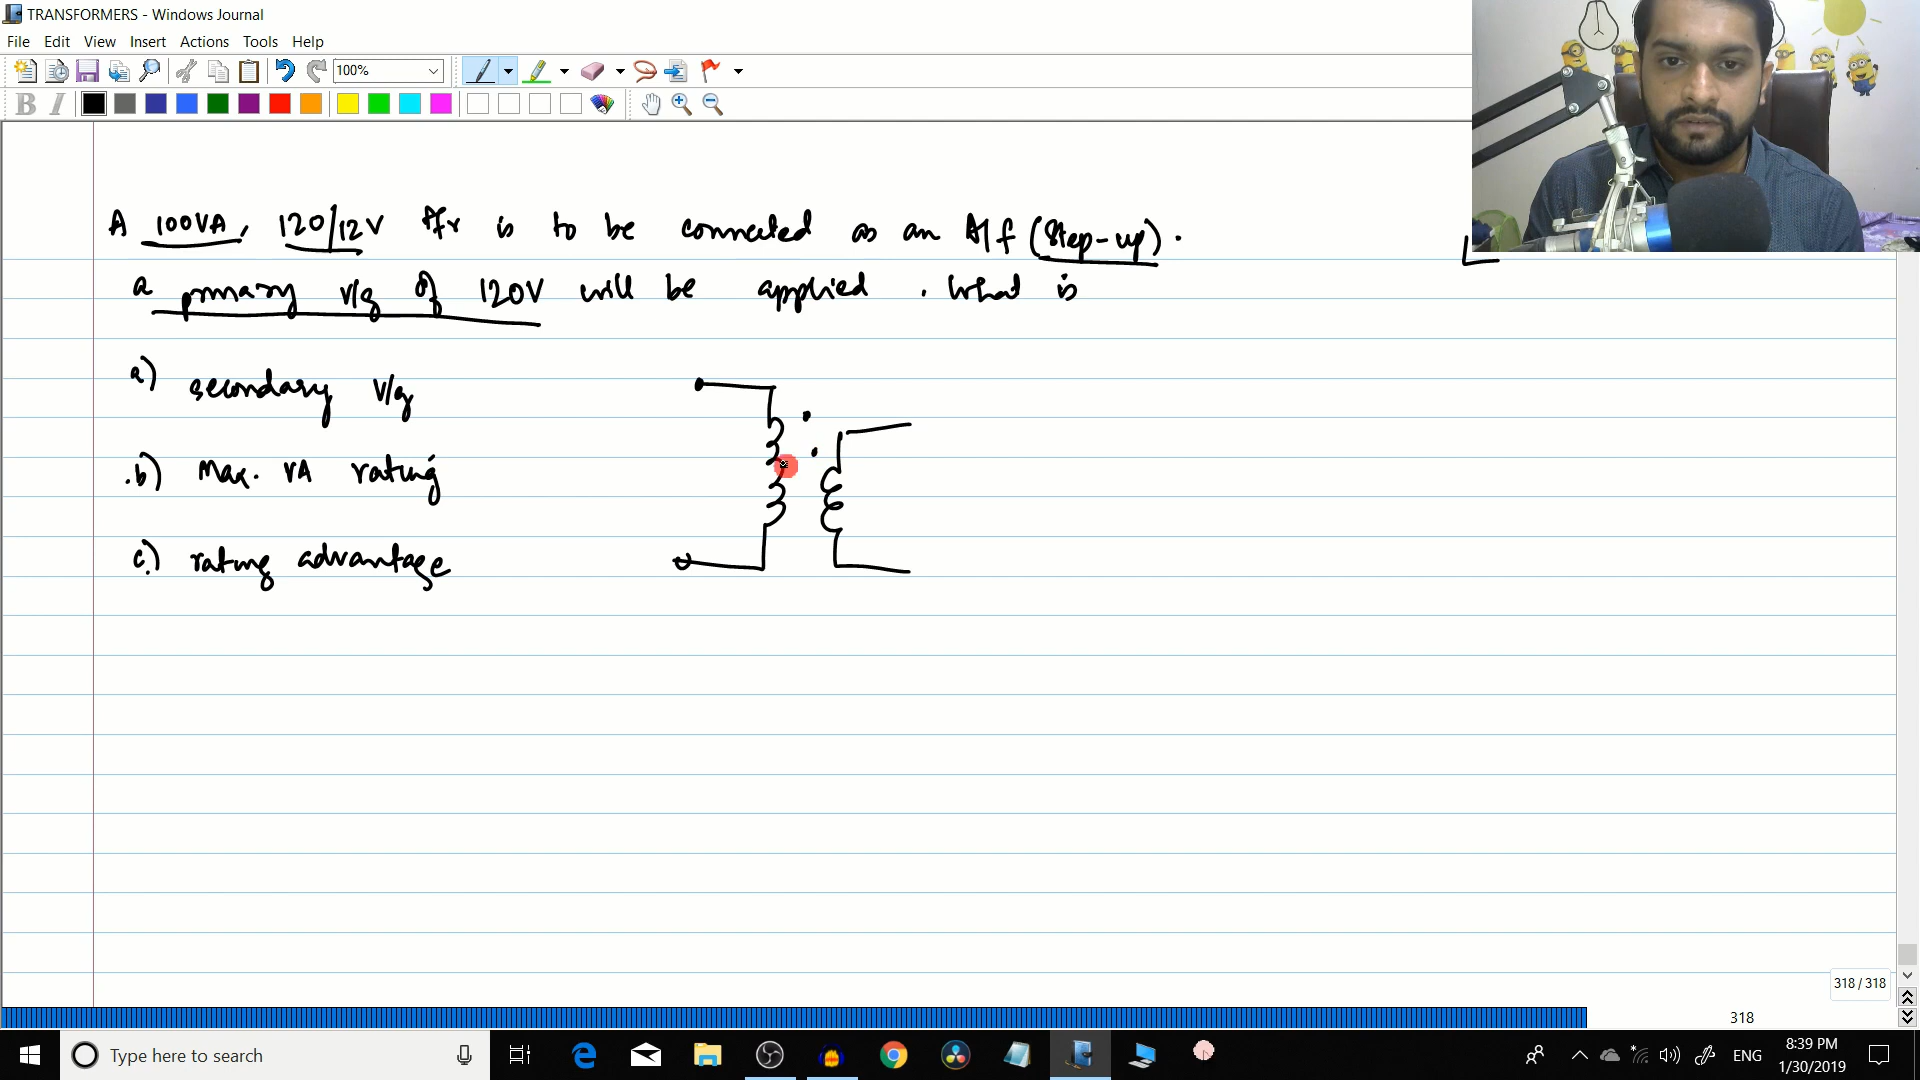 TRANSFORMERS - Windows Journal
File Edit View Insert Actions Tools Help
100%
B I
A 100VA, 120/12V Tfr is to be connected as an A/f (Step-up).
a primary v/g of 120V will be applied. What is
a) secondary V/g
b) Max. VA rating
c) rating advantage
318 / 318
318
Type here to search
ENG
8:39 PM
1/30/2019